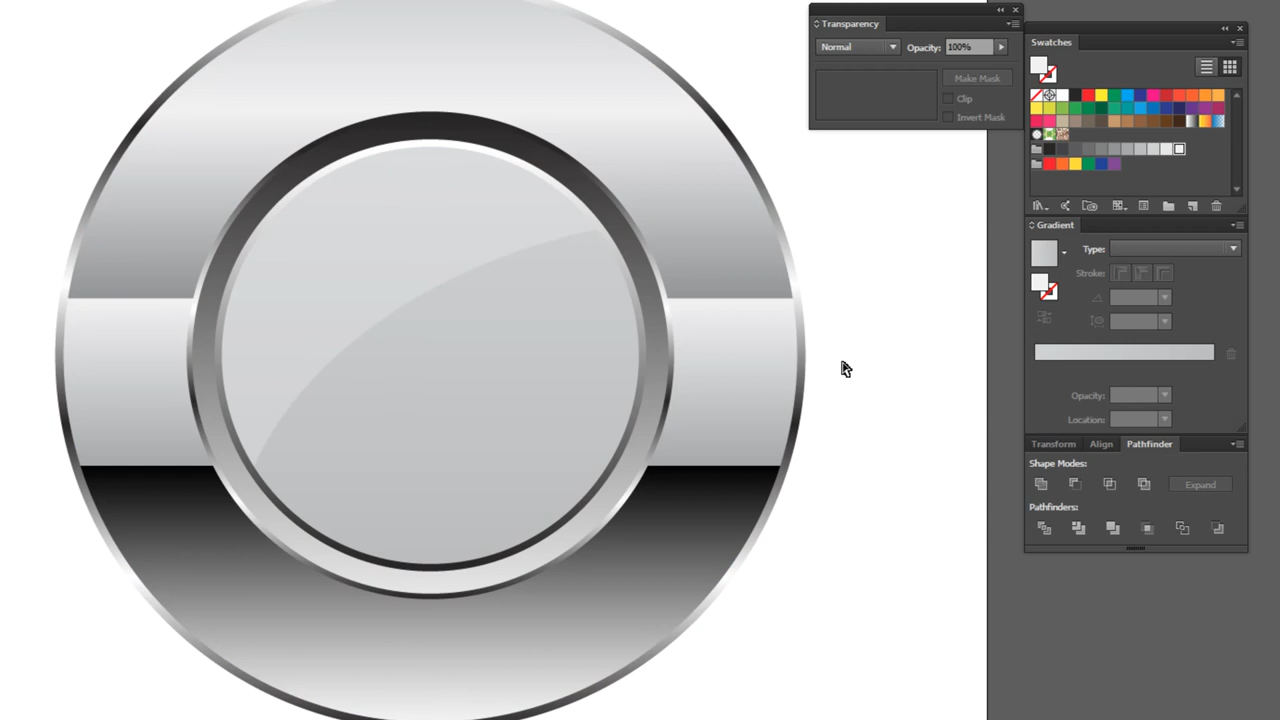 Transparency
Normal
Opacity: 100%
Make Mask
Clip
Invert Mask
Swatches
Gradient
Type:
Stroke:
Opacity:
Location:
Transform Align Pathfinder
Shape Modes:
Expand
Pathfinders: